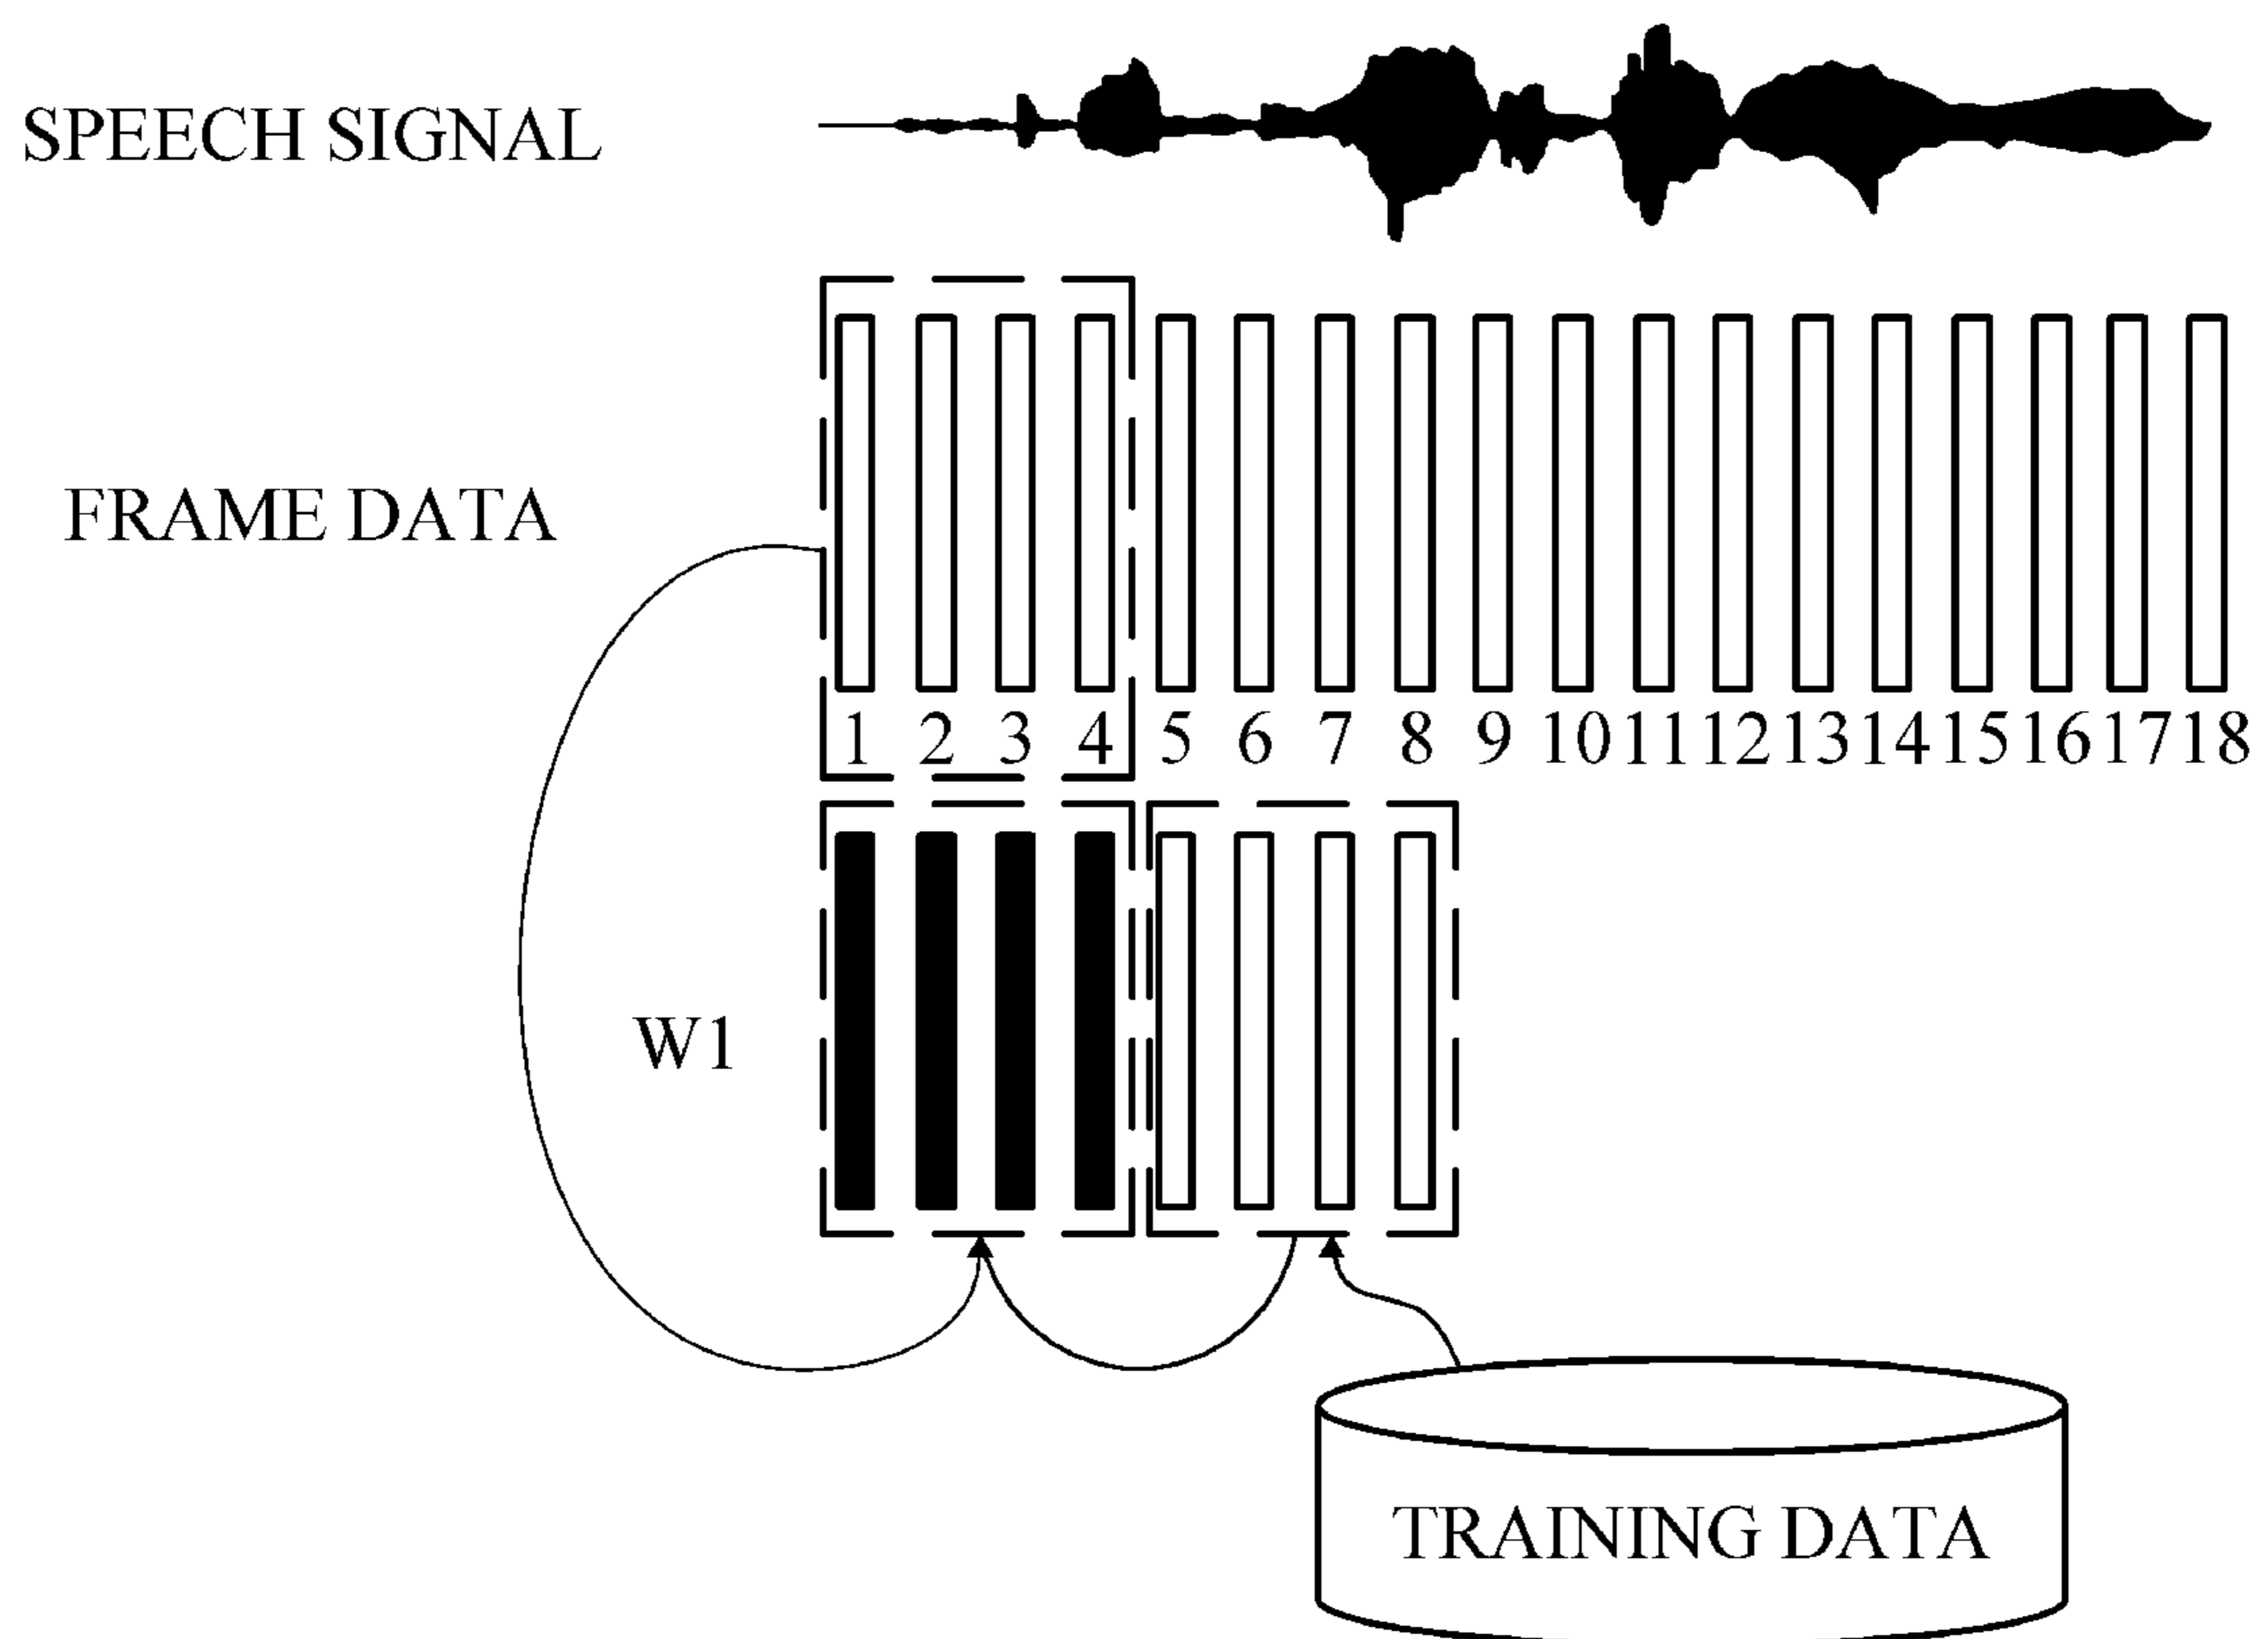 SPEECH SIGNAL
FRAME DATA
1 2 3 4 5 6 7 8 9 10 11 12 13 14 15 16 17 18
W1
TRAINING DATA